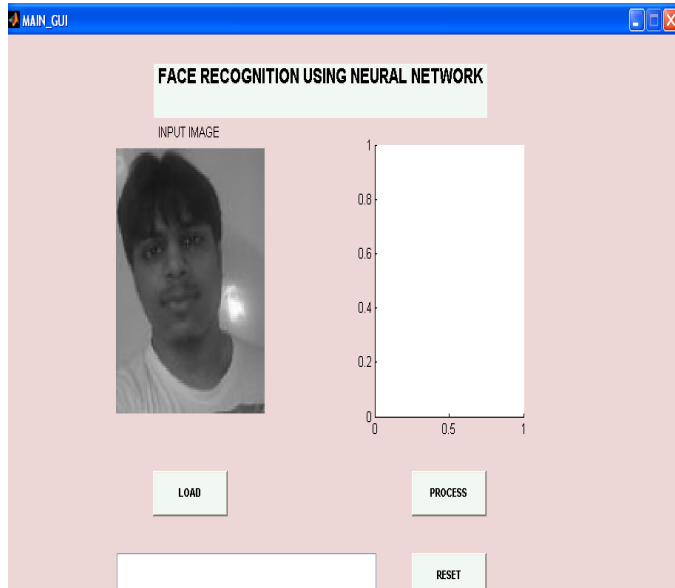 MAIN_GUI
FACE RECOGNITION USING NEURAL NETWORK
INPUT IMAGE
1
0.8
0.6
0.4
0.2
0
0 0.5 1
LOAD PROCESS
RESET